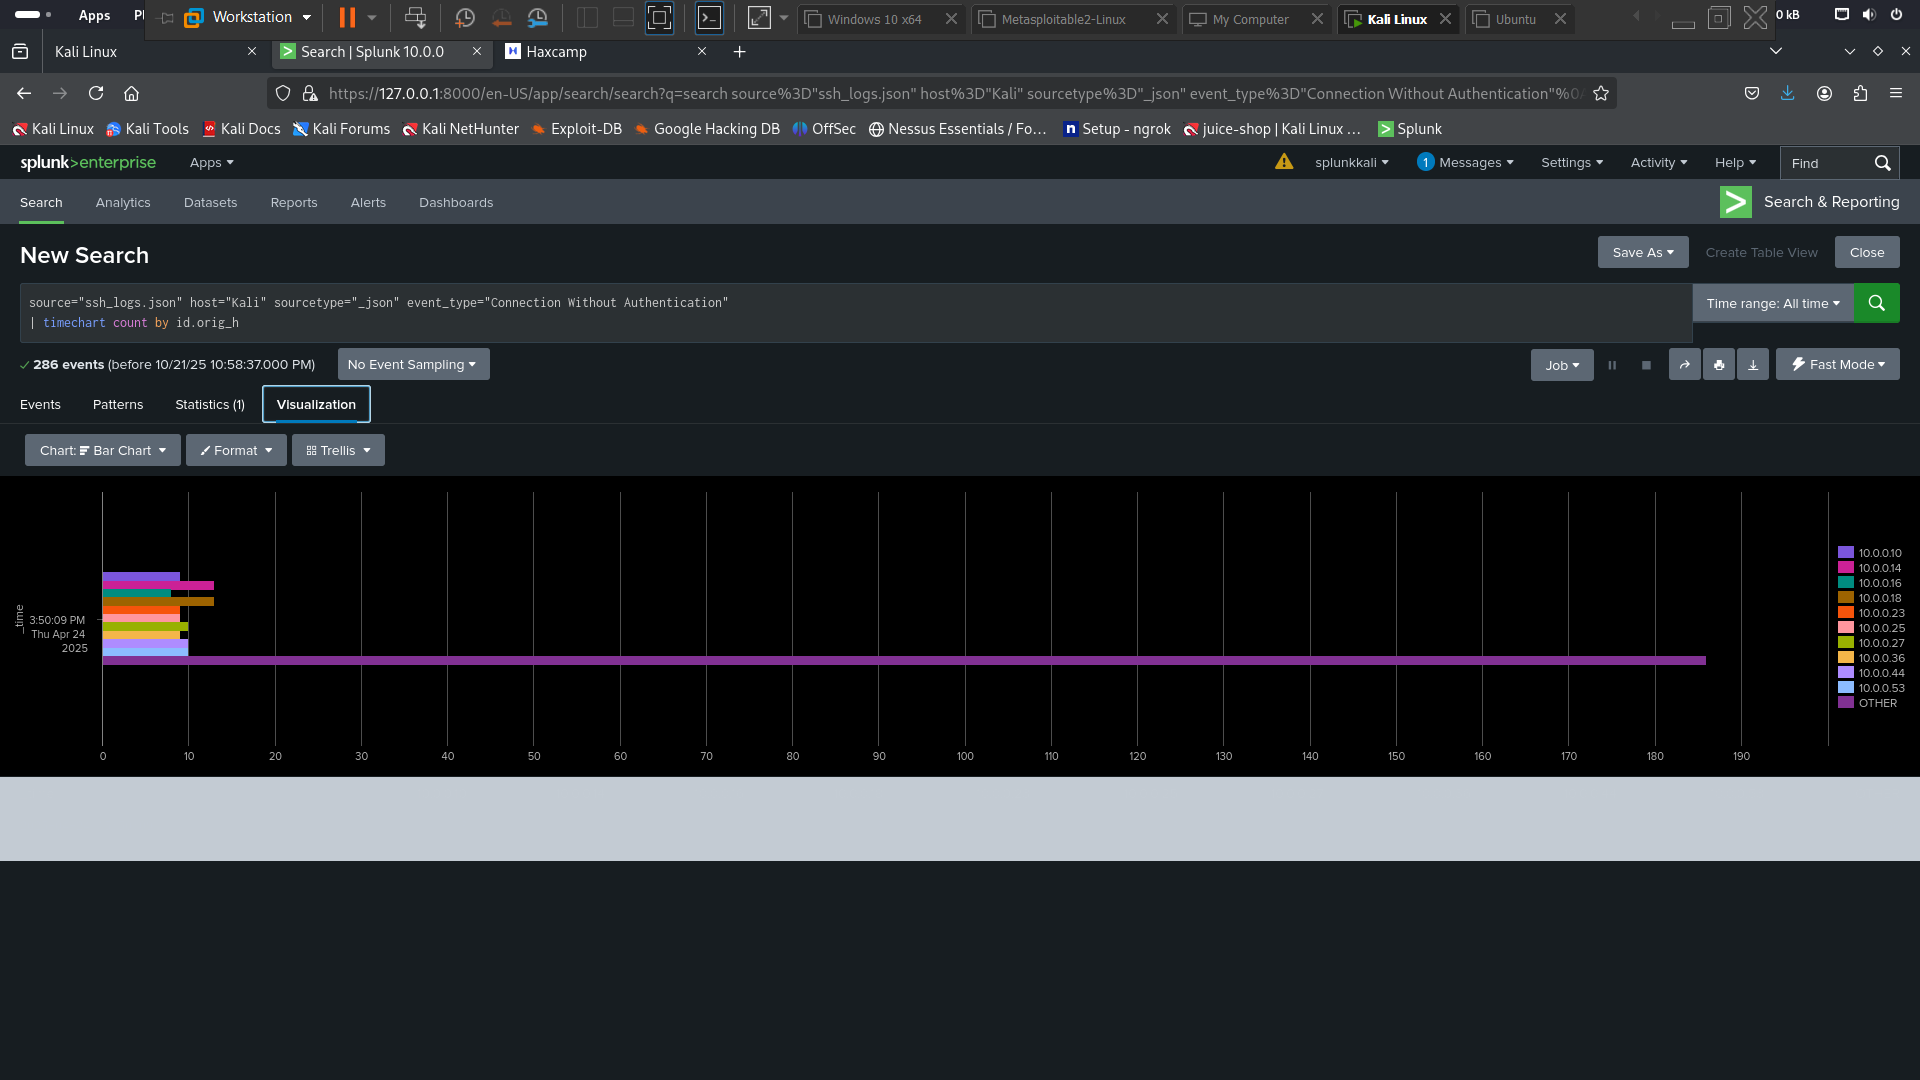 Apps
Workstation
Windows 10 x64
Metasploitable2-Linux
My Computer
Kali Linux
Ubuntu
0 kB
Kali Linux
Search | Splunk 10.0.0
Haxcamp
https://127.0.0.1:8000/en-US/app/search/search?q=search source%3D"ssh_logs.json" host%3D"Kali" sourcetype%3D"_json" event_type%3D"Connection Without Authentication"%0
Kali Linux
Kali Tools
Kali Docs
Kali Forums
Kali NetHunter
Exploit-DB
Google Hacking DB
OffSec
Nessus Essentials / Fo...
Setup - ngrok
juice-shop | Kali Linux ...
Splunk
splunk>enterprise
Apps
splunkkali
1 Messages
Settings
Activity
Help
Find
Search
Analytics
Datasets
Reports
Alerts
Dashboards
Search & Reporting
New Search
Save As
Create Table View
Close
source="ssh_logs.json" host="Kali" sourcetype="_json" event_type="Connection Without Authentication"
| timechart count by id.orig_h
Time range: All time
286 events (before 10/21/25 10:58:37.000 PM)
No Event Sampling
Job
Fast Mode
Events
Patterns
Statistics (1)
Visualization
Chart: Bar Chart
Format
Trellis
_time
3:50:09 PM
Thu Apr 24
2025
0 10 20 30 40 50 60 70 80 90 100 110 120 130 140 150 160 170 180 190
10.0.0.10
10.0.0.14
10.0.0.16
10.0.0.18
10.0.0.23
10.0.0.25
10.0.0.27
10.0.0.36
10.0.0.44
10.0.0.53
OTHER